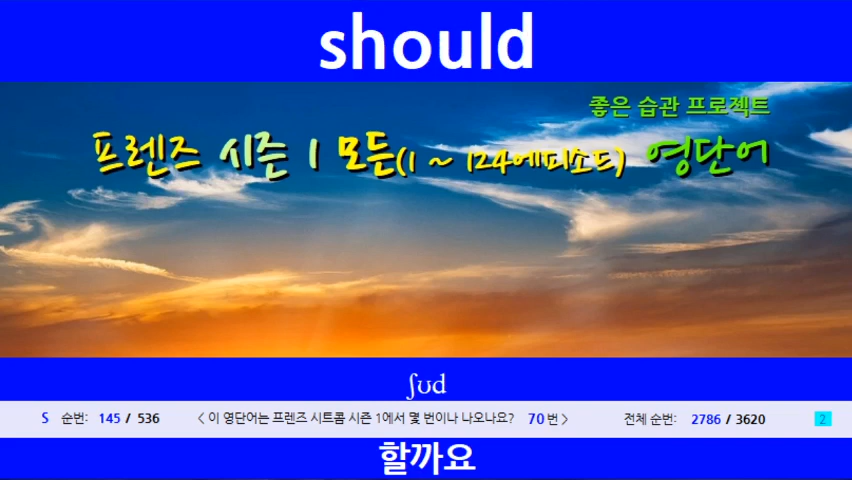 should
좋은 습관 프로젝트
프렌즈 시즌 1 모든(1 ~ 124에피소드) 영단어
ʃʊd
S 순번: 145 / 536 < 이 영단어는 프렌즈 시트콤 시즌 1에서 몇 번이나 나오나요? 70 번 > 전체 순번: 2786 / 3620 2
할까요